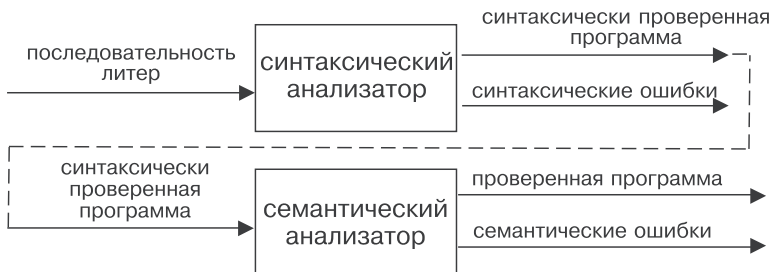 последовательность
литер
синтаксический
анализатор
синтаксически проверенная
программа
синтаксические ошибки
синтаксически
проверенная
программа
семантический
анализатор
проверенная программа
семантические ошибки